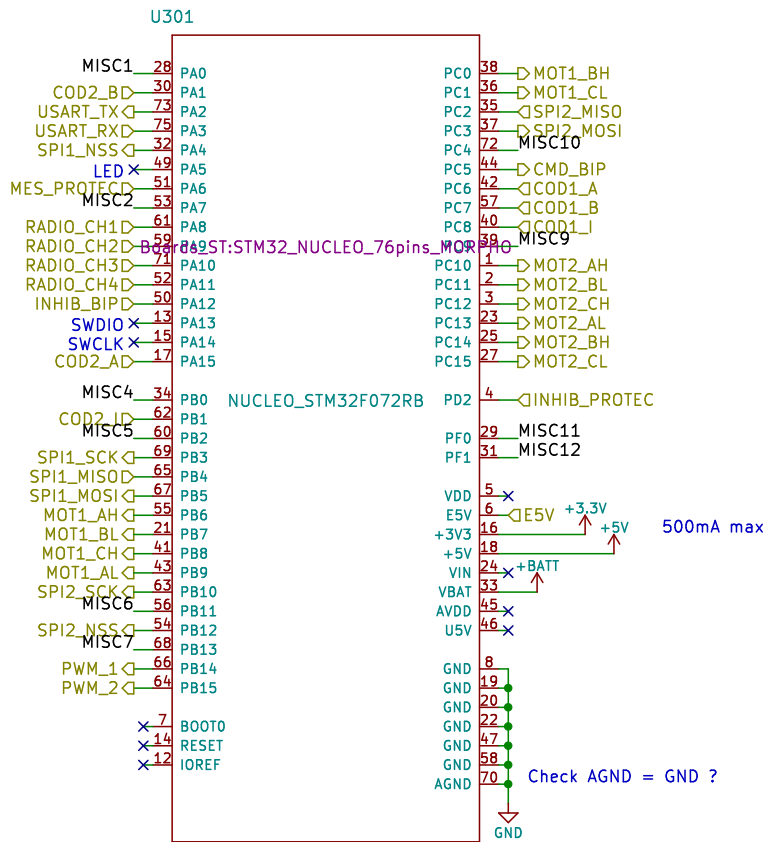 U301
MISC1 28 PA0 PC0 38 MOT1_BH
COD2_B 30 PA1 PC1 36 MOT1_CL
USART_TX 73 PA2 PC2 35 SPI2_MISO
USART_RX 75 PA3 PC3 37 SPI2_MOSI
SPI1_NSS 32 PA4 PC4 72 MISC10
LED 49 PA5 PC5 44 CMD_BIP
MES_PROTEC 51 PA6 PC6 42 COD1_A
MISC2 53 PA7 PC7 57 COD1_B
RADIO_CH1 61 PA8 PC8 40 COD1_I
RADIO_CH2 59 PA9 PC9 39 MISC9
Boards_ST:STM32_NUCLEO_76pins_MORPHO
RADIO_CH3 71 PA10 PC10 1 MOT2_AH
RADIO_CH4 52 PA11 PC11 2 MOT2_BL
INHIB_BIP 50 PA12 PC12 3 MOT2_CH
SWDIO 13 PA13 PC13 23 MOT2_AL
SWCLK 15 PA14 PC14 25 MOT2_BH
COD2_A 17 PA15 PC15 27 MOT2_CL
MISC4 34 PB0 NUCLEO_STM32F072RB PD2 4 INHIB_PROTEC
COD2_I 62 PB1
MISC5 60 PB2 PF0 29 MISC11
SPI1_SCK 69 PB3 PF1 31 MISC12
SPI1_MISO 65 PB4
SPI1_MOSI 67 PB5 VDD 5
MOT1_AH 55 PB6 E5V 6 E5V
MOT1_BL 21 PB7 +3V3 16 +3.3V 500mA max
MOT1_CH 41 PB8 +5V 18 +5V
MOT1_AL 43 PB9 VIN 24
SPI2_SCK 63 PB10 VBAT 33 +BATT
MISC6 56 PB11 AVDD 45
SPI2_NSS 54 PB12 U5V 46
MISC7 68 PB13
PWM_1 66 PB14 GND 8
PWM_2 64 PB15 GND 19
GND 20
7 BOOT0 GND 22
14 RESET GND 47
12 IOREF GND 58
AGND 70 Check AGND = GND ?
GND